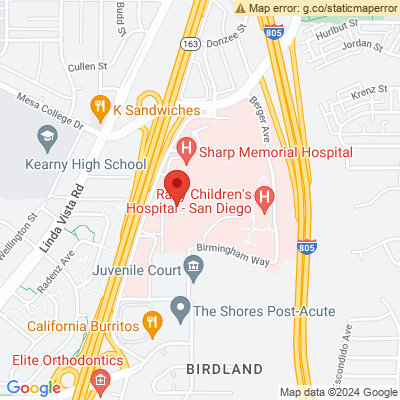 Map error: g.co/staticmaperror
Budd St
Donzee St
Hurlbut St
163
805
Jordan St
Cullen St
Krenz St
Mesa College Dr
K Sandwiches
Berger Ave
Kearny High School
Sharp Memorial Hospital
Linda Vista Rd
Rady Children's
Hospital - San Diego
Wellington St
Birmingham Way
805
Radenz Ave
Juvenile Court
The Shores Post-Acute
California Burritos
Escondido Ave
Elite Orthodontics
BIRDLAND
Google
Map data ©2024 Google